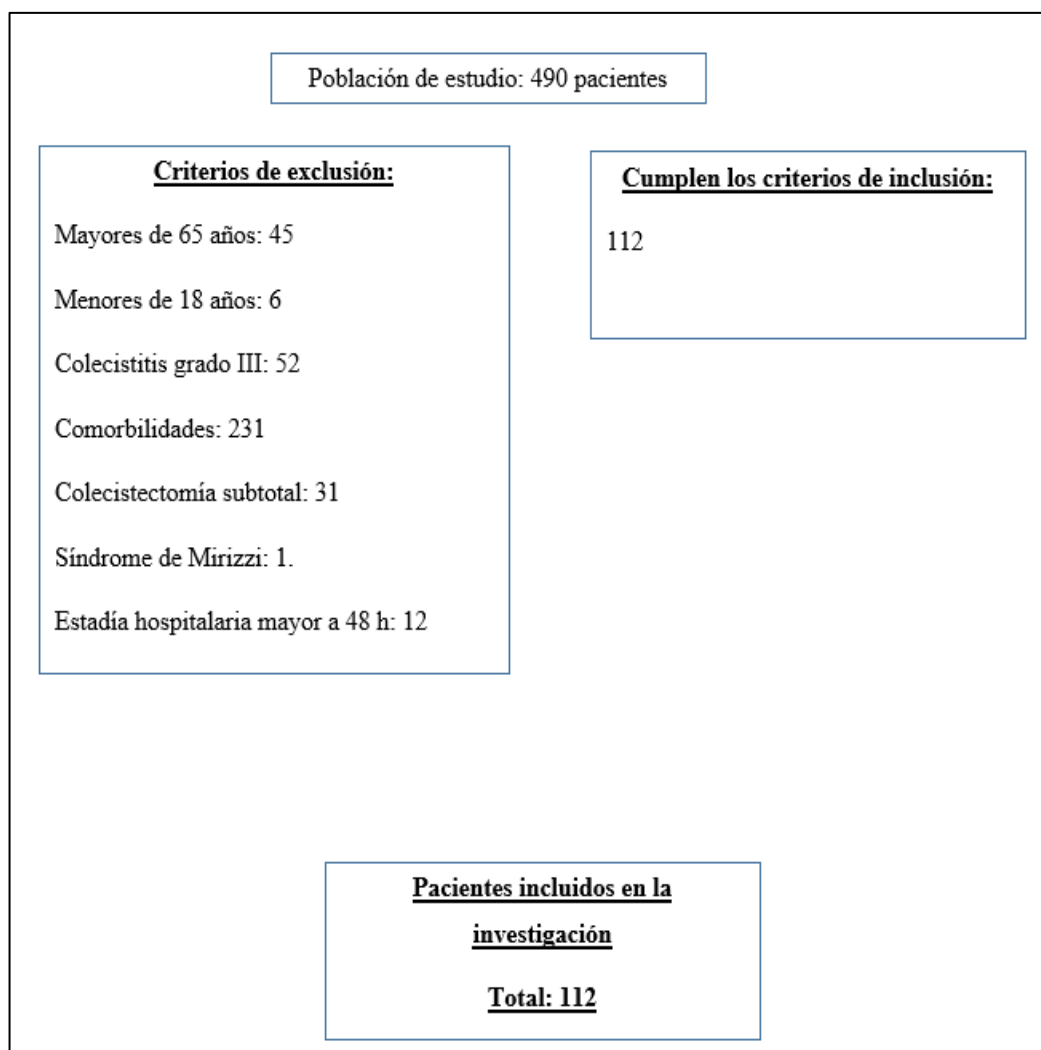 Población de estudio: 490 pacientes
Criterios de exclusión:
Mayores de 65 años: 45
Menores de 18 años: 6
Colecistitis grado III: 52
Comorbilidades: 231
Colecistectomía subtotal: 31
Síndrome de Mirizzi: 1.
Estadía hospitalaria mayor a 48 h: 12
Cumplen los criterios de inclusión:
112
Pacientes incluidos en la
investigación
Total: 112